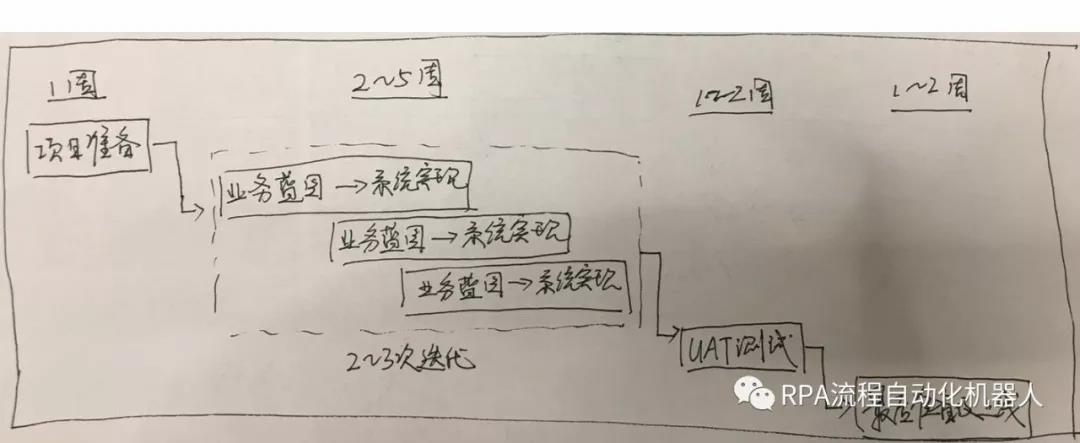 1周
2~5周
1~2周
1~2周
项目准备
业务蓝图→系统实现
业务蓝图→系统实现
业务蓝图→系统实现
2~3次迭代
UAT测试
RPA流程自动化机器人